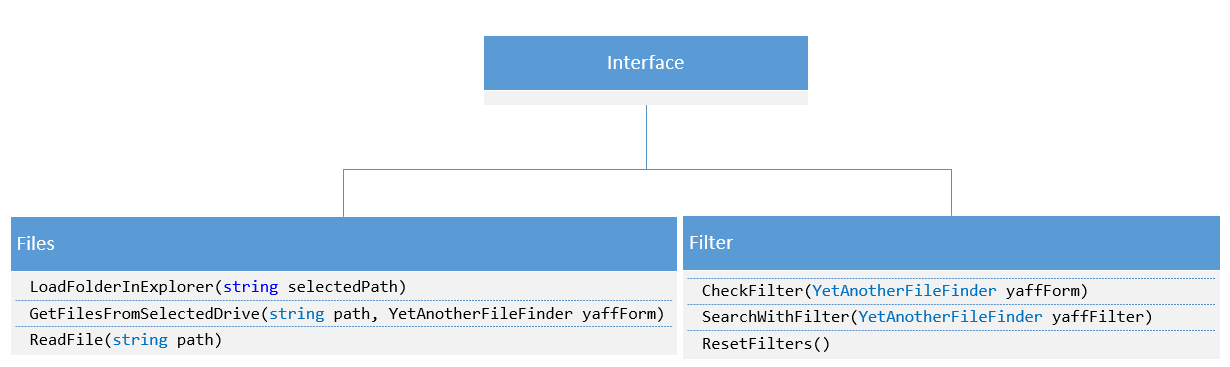 Interface
Files
LoadFolderInExplorer(string selectedPath)
GetFilesFromSelectedDrive(string path, YetAnotherFileFinder yaffForm)
ReadFile(string path)
Filter
CheckFilter(YetAnotherFileFinder yaffForm)
SearchWithFilter(YetAnotherFileFinder yaffFilter)
ResetFilters()